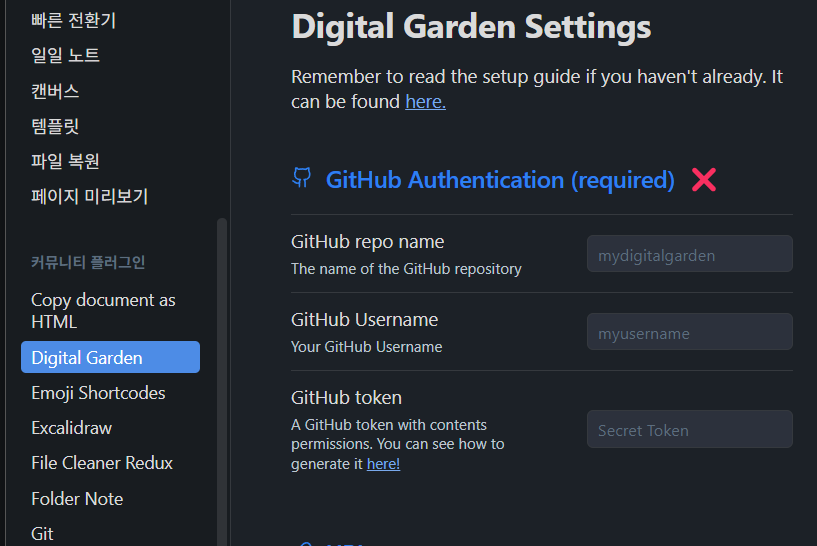 빠른 전환기
일일 노트
캔버스
템플릿
파일 복원
페이지 미리보기
커뮤니티 플러그인
Copy document as
HTML
Digital Garden
Emoji Shortcodes
Excalidraw
File Cleaner Redux
Folder Note
Git
Digital Garden Settings
Remember to read the setup guide if you haven't already. It
can be found here.
GitHub Authentication (required)
GitHub repo name
The name of the GitHub repository
mydigitalgarden
GitHub Username
Your GitHub Username
myusername
GitHub token
A GitHub token with contents
permissions. You can see how to
generate it here!
Secret Token